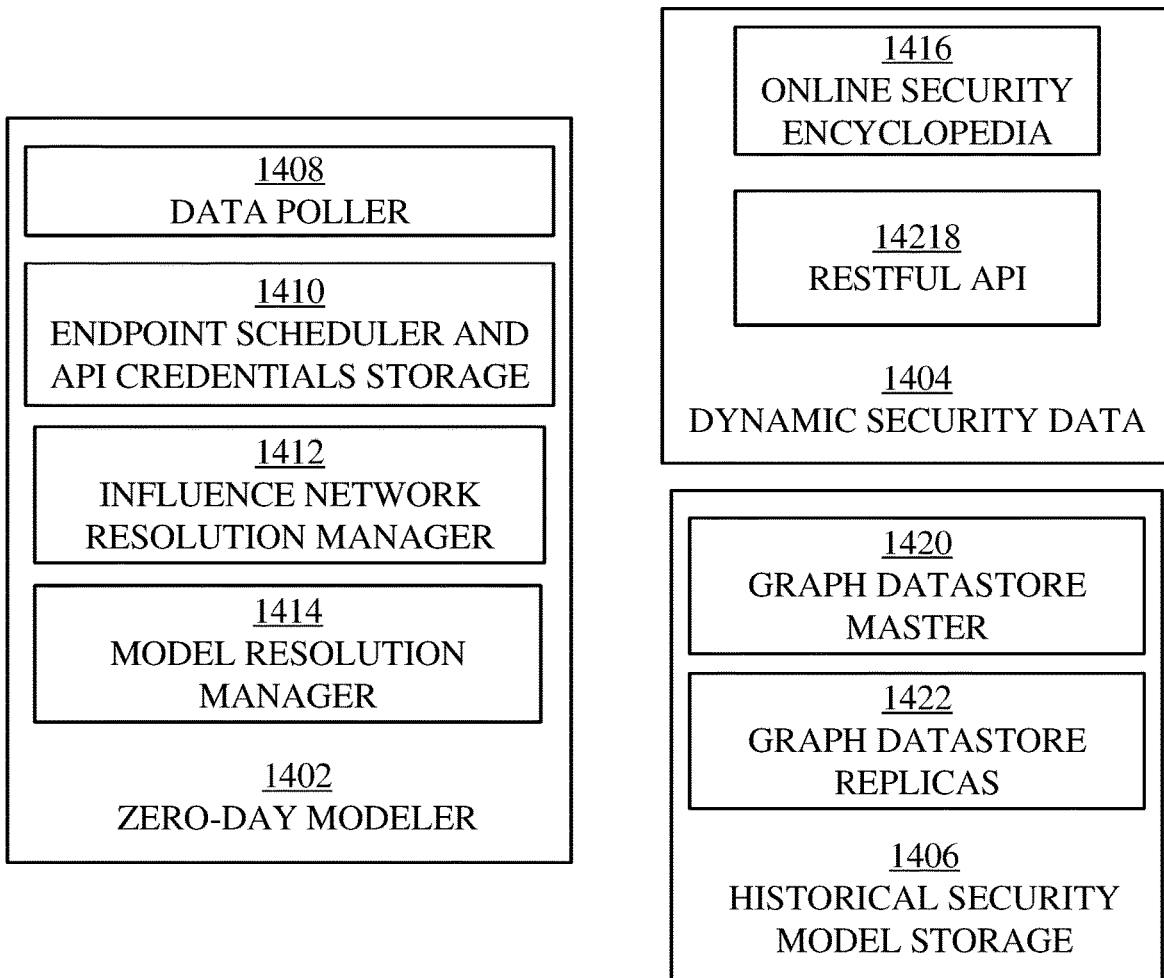 1408
DATA POLLER
1410
ENDPOINT SCHEDULER AND
API CREDENTIALS STORAGE
1412
INFLUENCE NETWORK
RESOLUTION MANAGER
1414
MODEL RESOLUTION
MANAGER
1402
ZERO-DAY MODELER
1416
ONLINE SECURITY
ENCYCLOPEDIA
14218
RESTFUL API
1404
DYNAMIC SECURITY DATA
1420
GRAPH DATASTORE
MASTER
1422
GRAPH DATASTORE
REPLICAS
1406
HISTORICAL SECURITY
MODEL STORAGE